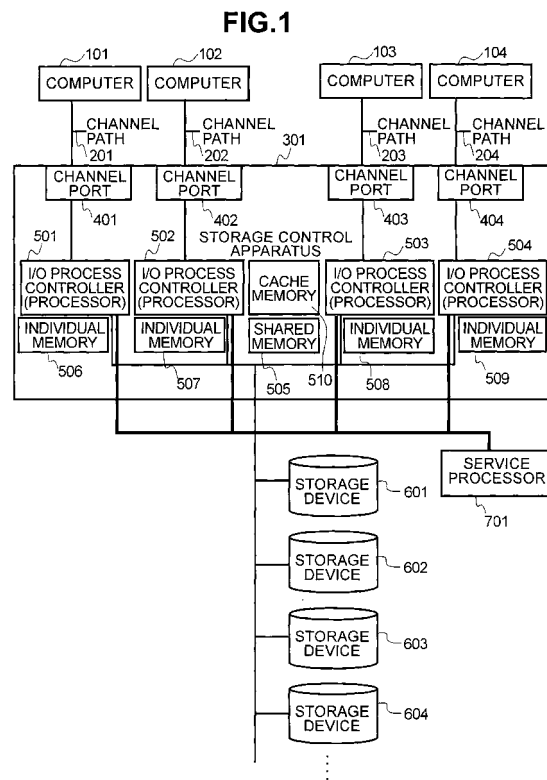 FIG.1
101
102
103
104
COMPUTER
COMPUTER
COMPUTER
COMPUTER
CHANNEL
PATH
201
CHANNEL
PATH
202
301
CHANNEL
PATH
203
CHANNEL
PATH
204
CHANNEL
PORT
CHANNEL
PORT
CHANNEL
PORT
CHANNEL
PORT
401
402
403
404
STORAGE CONTROL
APPARATUS
501
502
503
504
I/O PROCESS
CONTROLLER
(PROCESSOR)
I/O PROCESS
CONTROLLER
(PROCESSOR)
CACHE
MEMORY
I/O PROCESS
CONTROLLER
(PROCESSOR)
I/O PROCESS
CONTROLLER
(PROCESSOR)
INDIVIDUAL
MEMORY
INDIVIDUAL
MEMORY
SHARED
MEMORY
INDIVIDUAL
MEMORY
INDIVIDUAL
MEMORY
506
507
505
510
508
509
STORAGE
DEVICE
601
SERVICE
PROCESSOR
701
STORAGE
DEVICE
602
STORAGE
DEVICE
603
STORAGE
DEVICE
604